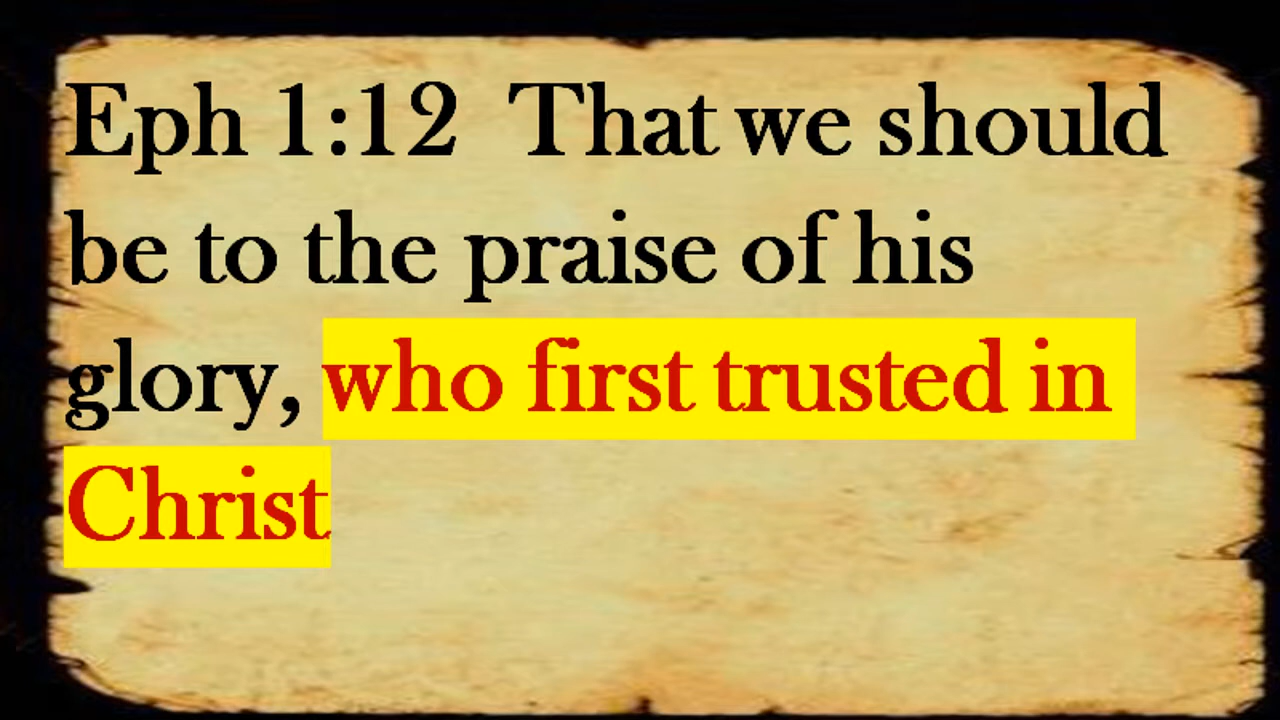 Eph 1:12  That we should
be to the praise of his
glory, who first trusted in
Christ